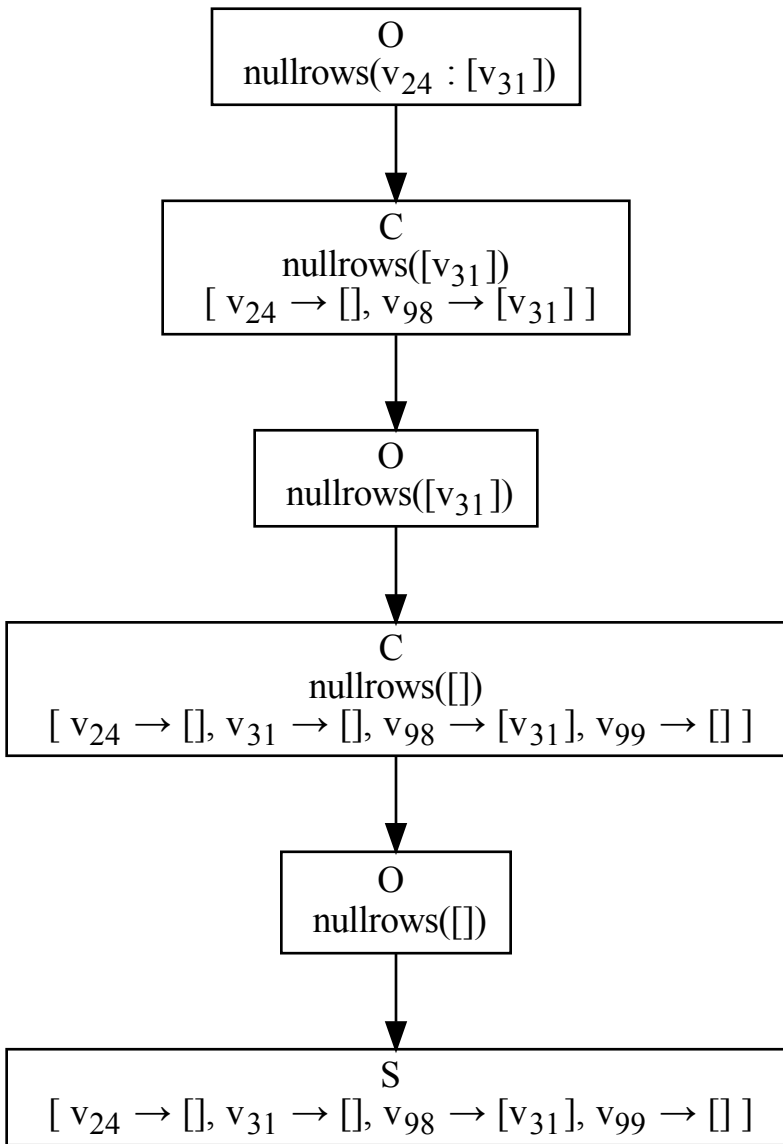 O
nullrows(v₂₄ : [v₃₁])
C
nullrows([v₃₁])
[ v₂₄ → [], v₉₈ → [v₃₁] ]
O
nullrows([v₃₁])
C
nullrows([])
[ v₂₄ → [], v₃₁ → [], v₉₈ → [v₃₁], v₉₉ → [] ]
O
nullrows([])
S
[ v₂₄ → [], v₃₁ → [], v₉₈ → [v₃₁], v₉₉ → [] ]